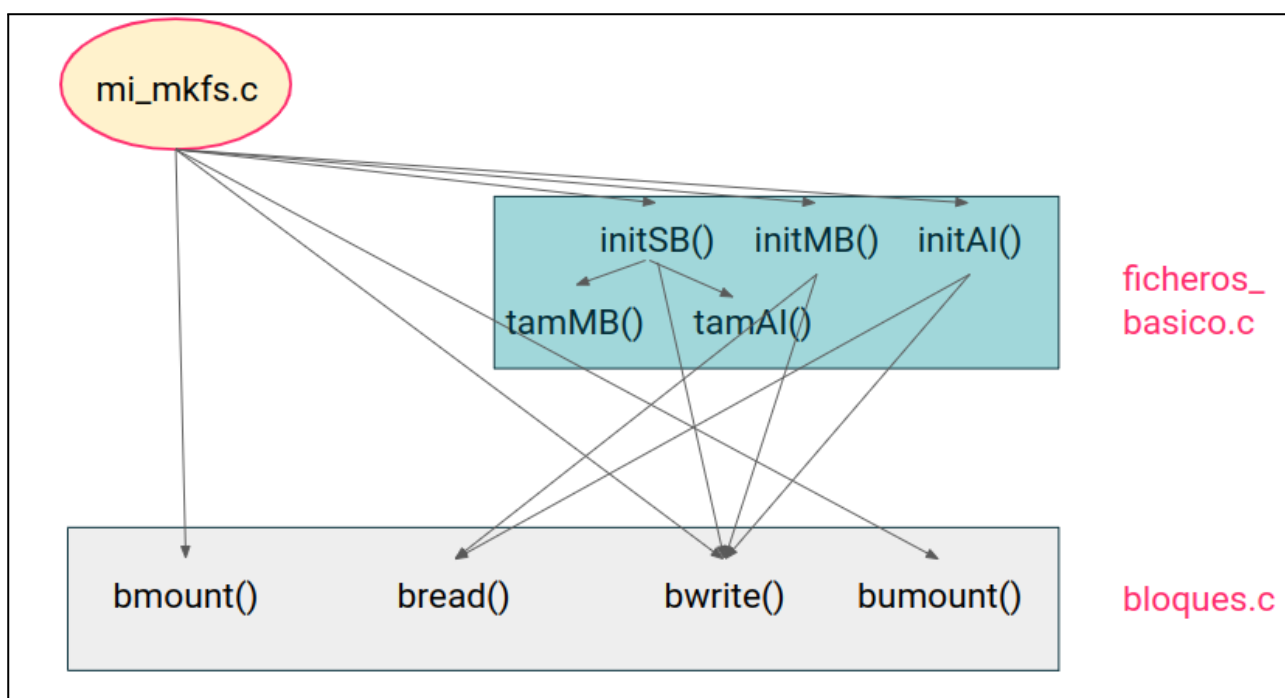 mi_mkfs.c
initSB() initMB() initAI()
tamMB() tamAI()
ficheros_
basico.c
bmount() bread() bwrite() bumount()
bloques.c